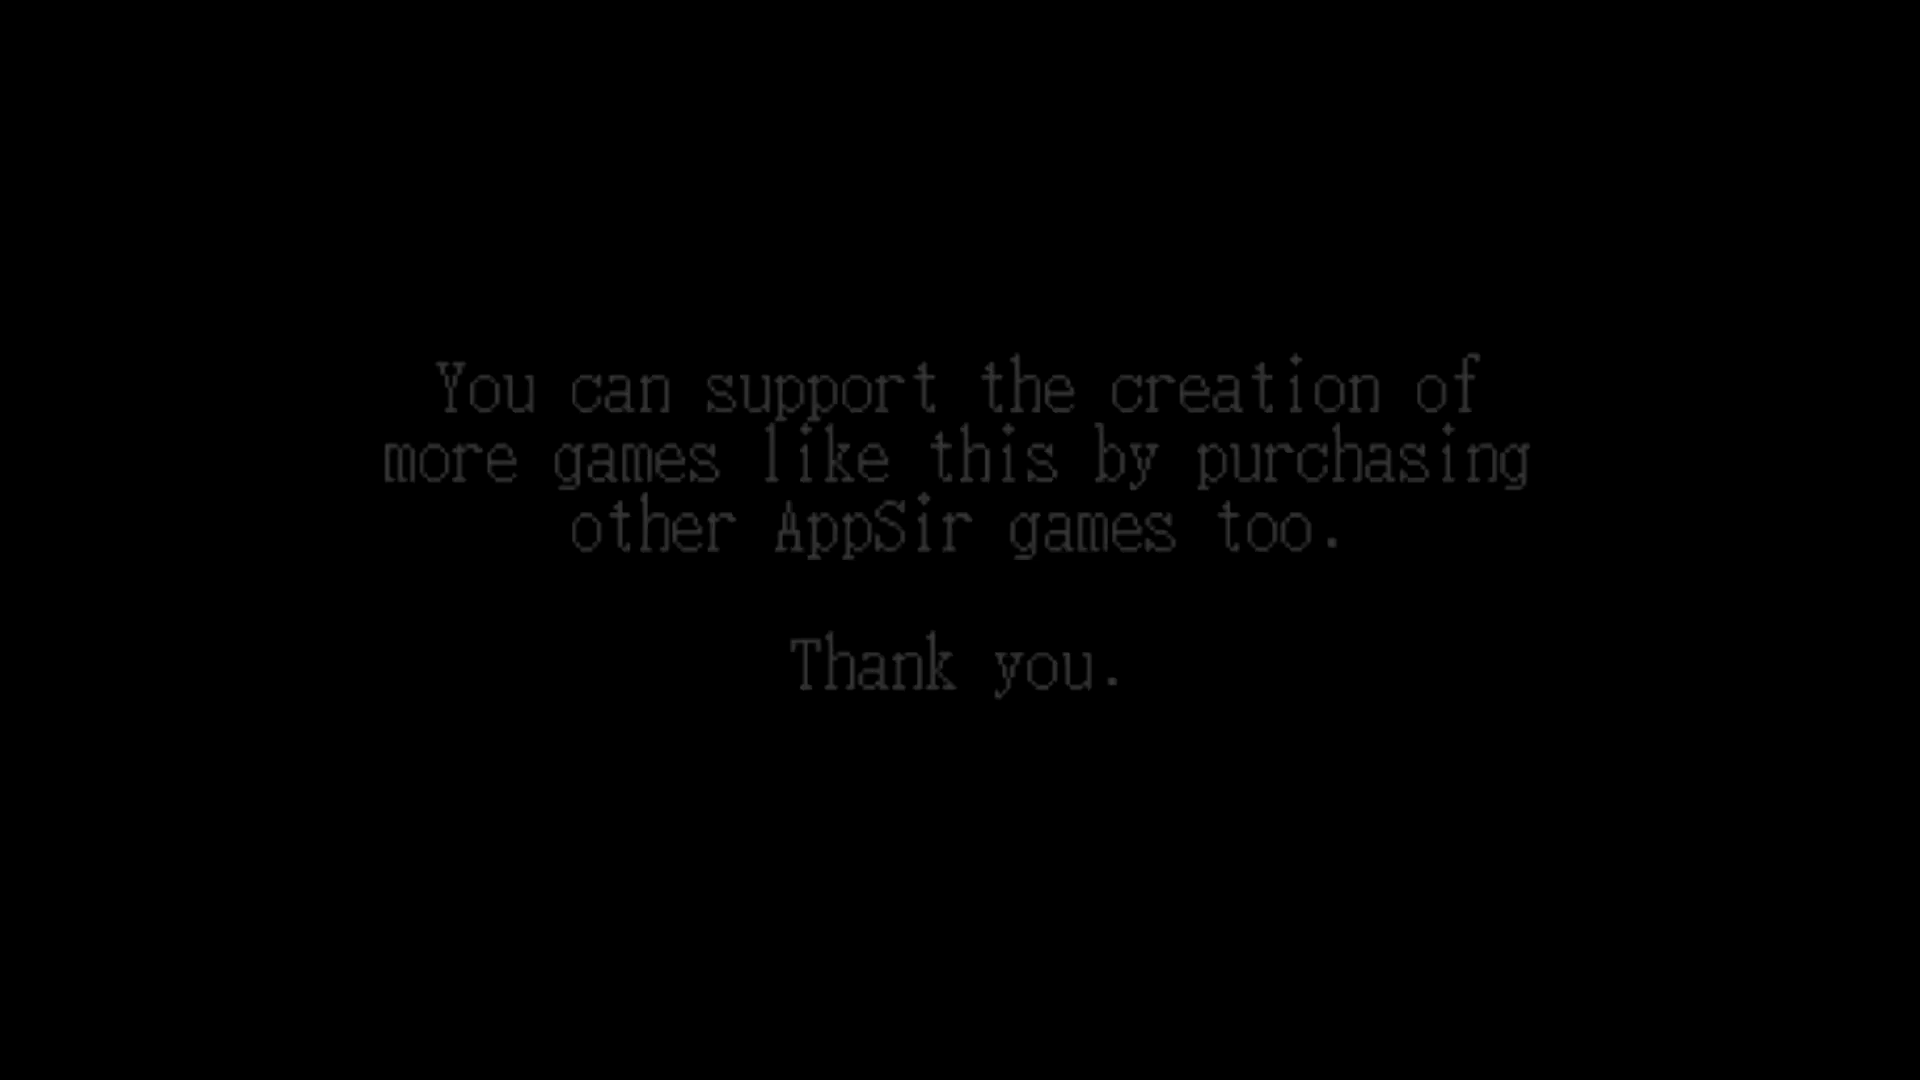 You can support the creation of
more games like this by purchasing
other AppSir games too.
Thank you.